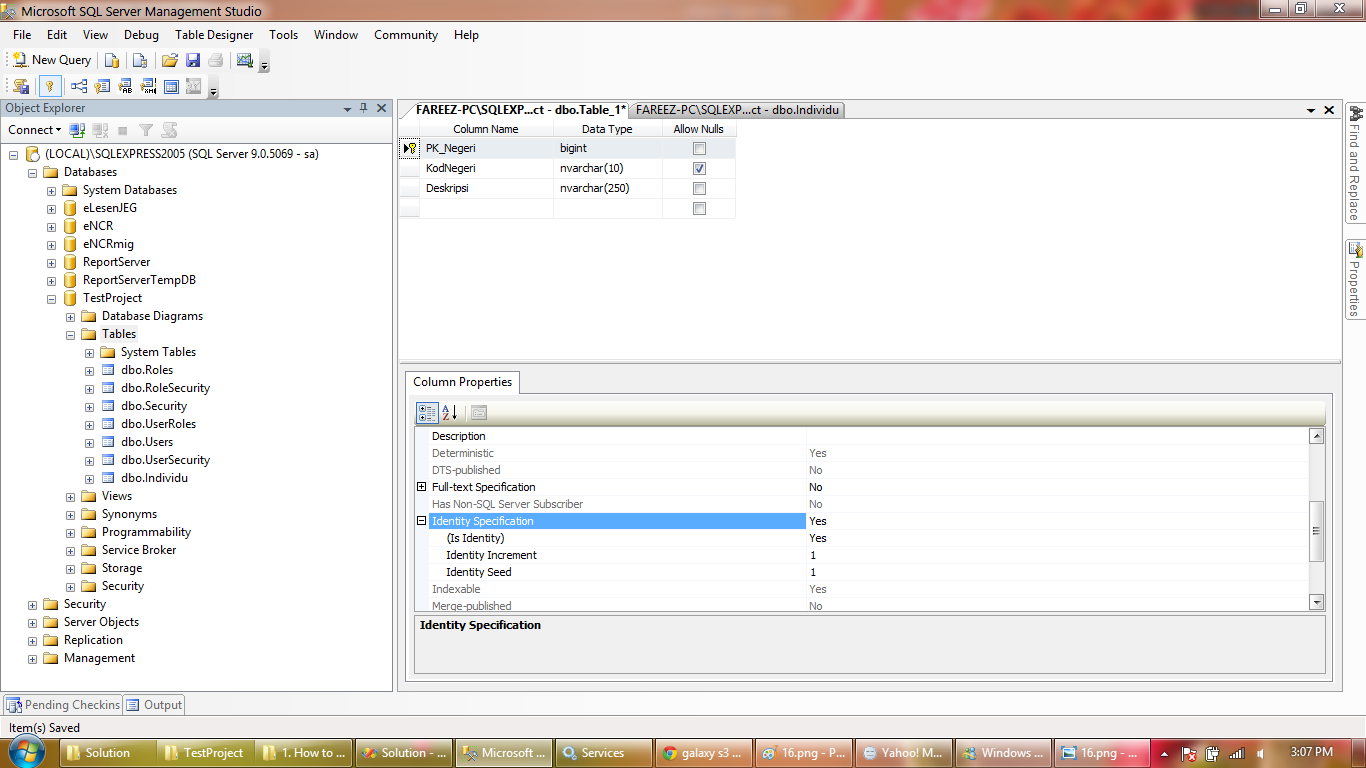 Microsoft SQL Server Management Studio
File Edit View Debug Table Designer Tools Window Community Help
New Query
Object Explorer
Connect
(LOCAL)\SQLEXPRESS2005 (SQL Server 9.0.5069 - sa)
Databases
System Databases
eLesenJEG
eNCR
eNCRmig
ReportServer
ReportServerTempDB
TestProject
Database Diagrams
Tables
System Tables
dbo.Roles
dbo.RoleSecurity
dbo.Security
dbo.UserRoles
dbo.Users
dbo.UserSecurity
dbo.Individu
Views
Synonyms
Programmability
Service Broker
Storage
Security
Security
Server Objects
Replication
Management
FAREEZ-PC\SQLEXP...ct - dbo.Table_1* FAREEZ-PC\SQLEXP...ct - dbo.Individu
Column Name Data Type Allow Nulls
PK_Negeri bigint
KodNegeri nvarchar(10)
Deskripsi nvarchar(250)
Column Properties
Description
Deterministic Yes
DTS-published No
Full-text Specification No
Has Non-SQL Server Subscriber No
Identity Specification Yes
(Is Identity) Yes
Identity Increment 1
Identity Seed 1
Indexable Yes
Merge-published No
Identity Specification
Find and Replace
Properties
Pending Checkins Output
Item(s) Saved
Solution TestProject 1. How to ... Solution - ... Microsoft ... Services galaxy s3 ... 16.png - P... Yahoo! M... Windows ... 16.png - ... 3:07 PM